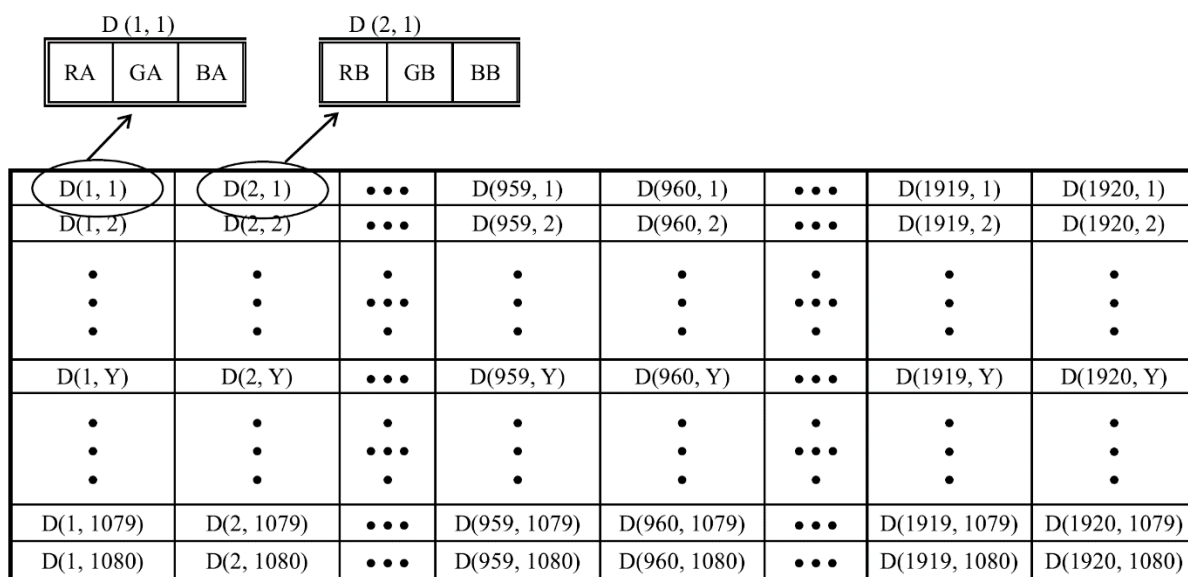 D (1, 1) D (2, 1)
RA GA BA RB GB BB
D(1, 1) D(2, 1) ••• D(959, 1) D(960, 1) ••• D(1919, 1) D(1920, 1)
D(1, 2) D(2, 2) ••• D(959, 2) D(960, 2) ••• D(1919, 2) D(1920, 2)
• • • • • • • •
• • ••• • • ••• • •
• • • • • • • •
D(1, Y) D(2, Y) ••• D(959, Y) D(960, Y) ••• D(1919, Y) D(1920, Y)
• • • • • • • •
• • ••• • • ••• • •
• • • • • • • •
D(1, 1079) D(2, 1079) ••• D(959, 1079) D(960, 1079) ••• D(1919, 1079) D(1920, 1079)
D(1, 1080) D(2, 1080) ••• D(959, 1080) D(960, 1080) ••• D(1919, 1080) D(1920, 1080)